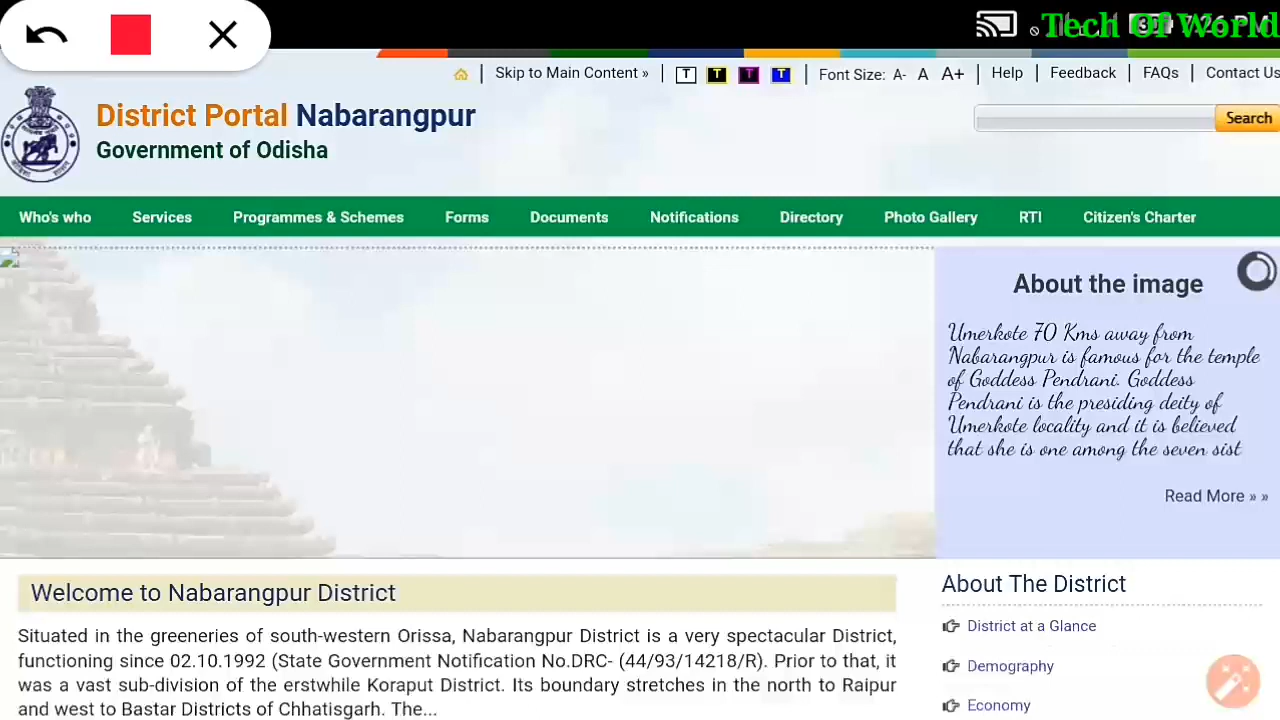 Tech Of World
Skip to Main Content »
T
T
T
T
Font Size: A- A A+
Help
Feedback
FAQs
Contact Us
District Portal Nabarangpur
Government of Odisha
Search
Who's who
Services
Programmes & Schemes
Forms
Documents
Notifications
Directory
Photo Gallery
RTI
Citizen's Charter
About the image
Umerkote 70 Kms away from
Nabarangpur is famous for the temple
of Goddess Pendrani. Goddess
Pendrani is the presiding deity of
Umerkote locality and it is believed
that she is one among the seven sist
Read More » »
Welcome to Nabarangpur District
Situated in the greeneries of south-western Orissa, Nabarangpur District is a very spectacular District,
functioning since 02.10.1992 (State Government Notification No.DRC- (44/93/14218/R). Prior to that, it
was a vast sub-division of the erstwhile Koraput District. Its boundary stretches in the north to Raipur
and west to Bastar Districts of Chhatisgarh. The...
About The District
District at a Glance
Demography
Economy